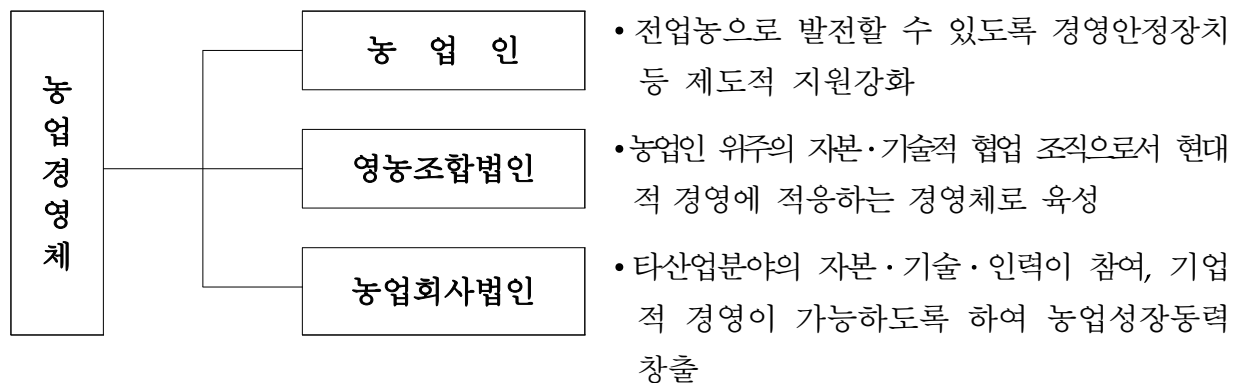 농업경영체
농 업 인
• 전업농으로 발전할 수 있도록 경영안정장치
등 제도적 지원강화
영농조합법인
• 농업인 위주의 자본·기술적 협업 조직으로서 현대
적 경영에 적응하는 경영체로 육성
농업회사법인
• 타산업분야의 자본·기술·인력이 참여, 기업
적 경영이 가능하도록 하여 농업성장동력
창출